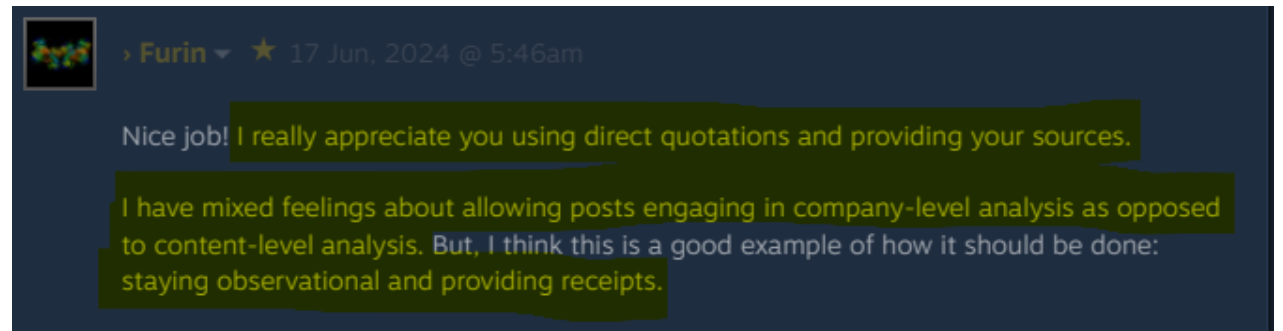 › Furin ▾ ★ 17 Jun, 2024 @ 5:46am
Nice job! I really appreciate you using direct quotations and providing your sources.
I have mixed feelings about allowing posts engaging in company-level analysis as opposed
to content-level analysis. But, I think this is a good example of how it should be done:
staying observational and providing receipts.